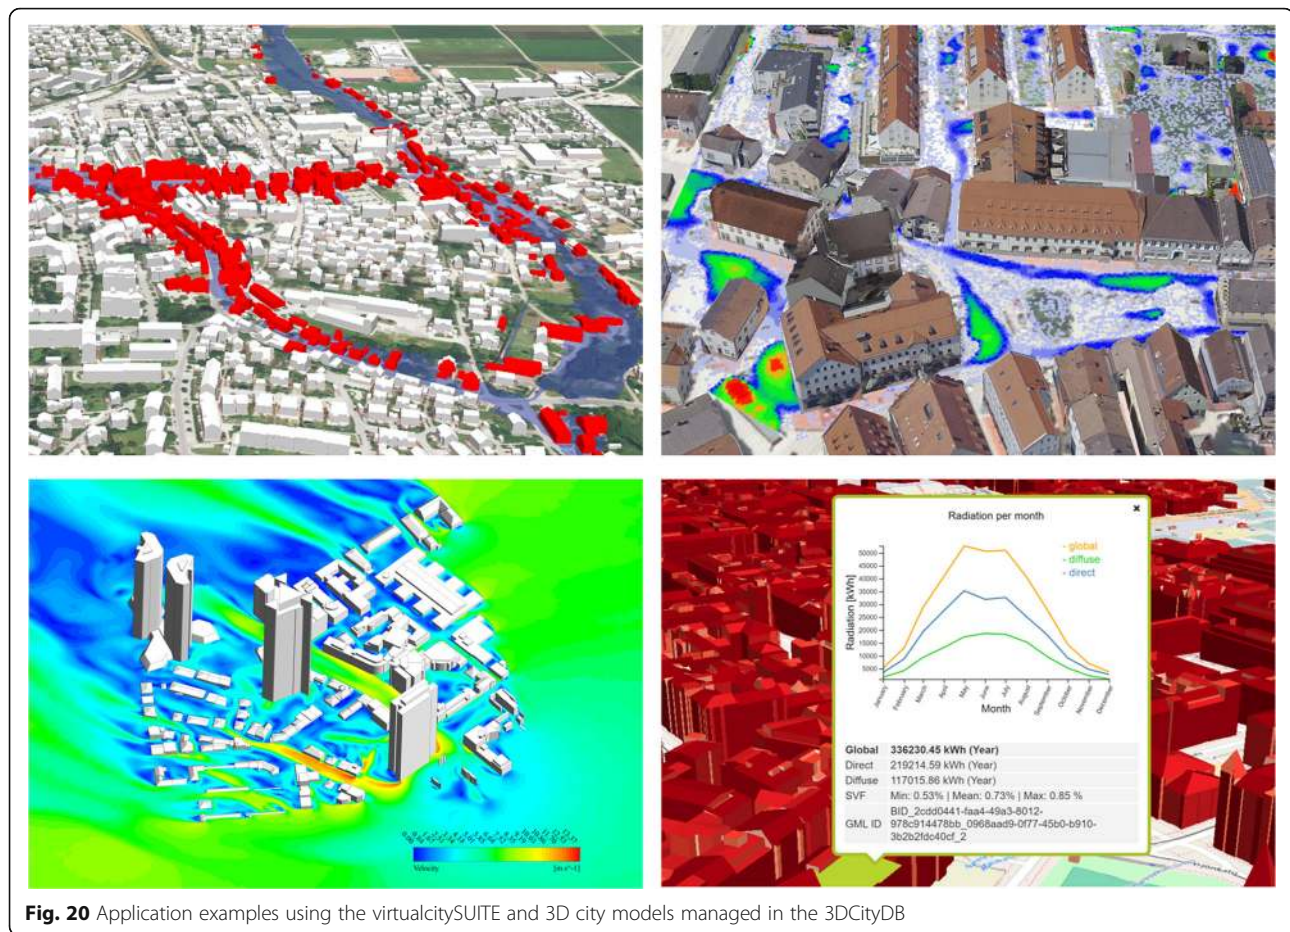 Radiation per month
✖
- global
- diffuse
- direct
Radiation [kWh]
50000
45000
40000
35000
30000
25000
20000
15000
10000
5000
January
February
March
April
May
June
July
August
September
October
November
December
Month
Global 336230.45 kWh (Year)
Direct 219214.59 kWh (Year)
Diffuse 117015.86 kWh (Year)
SVF Min: 0.53% | Mean: 0.73% | Max: 0.85 %
BID_2cdd0441-faa4-49a3-8012-
GML ID 978c914478bb_0968aad9-0f77-45b0-b910-
3b2b2fdc40cf_2
Velocity
[m s^-1]
Fig. 20 Application examples using the virtualcitySUITE and 3D city models managed in the 3DCityDB